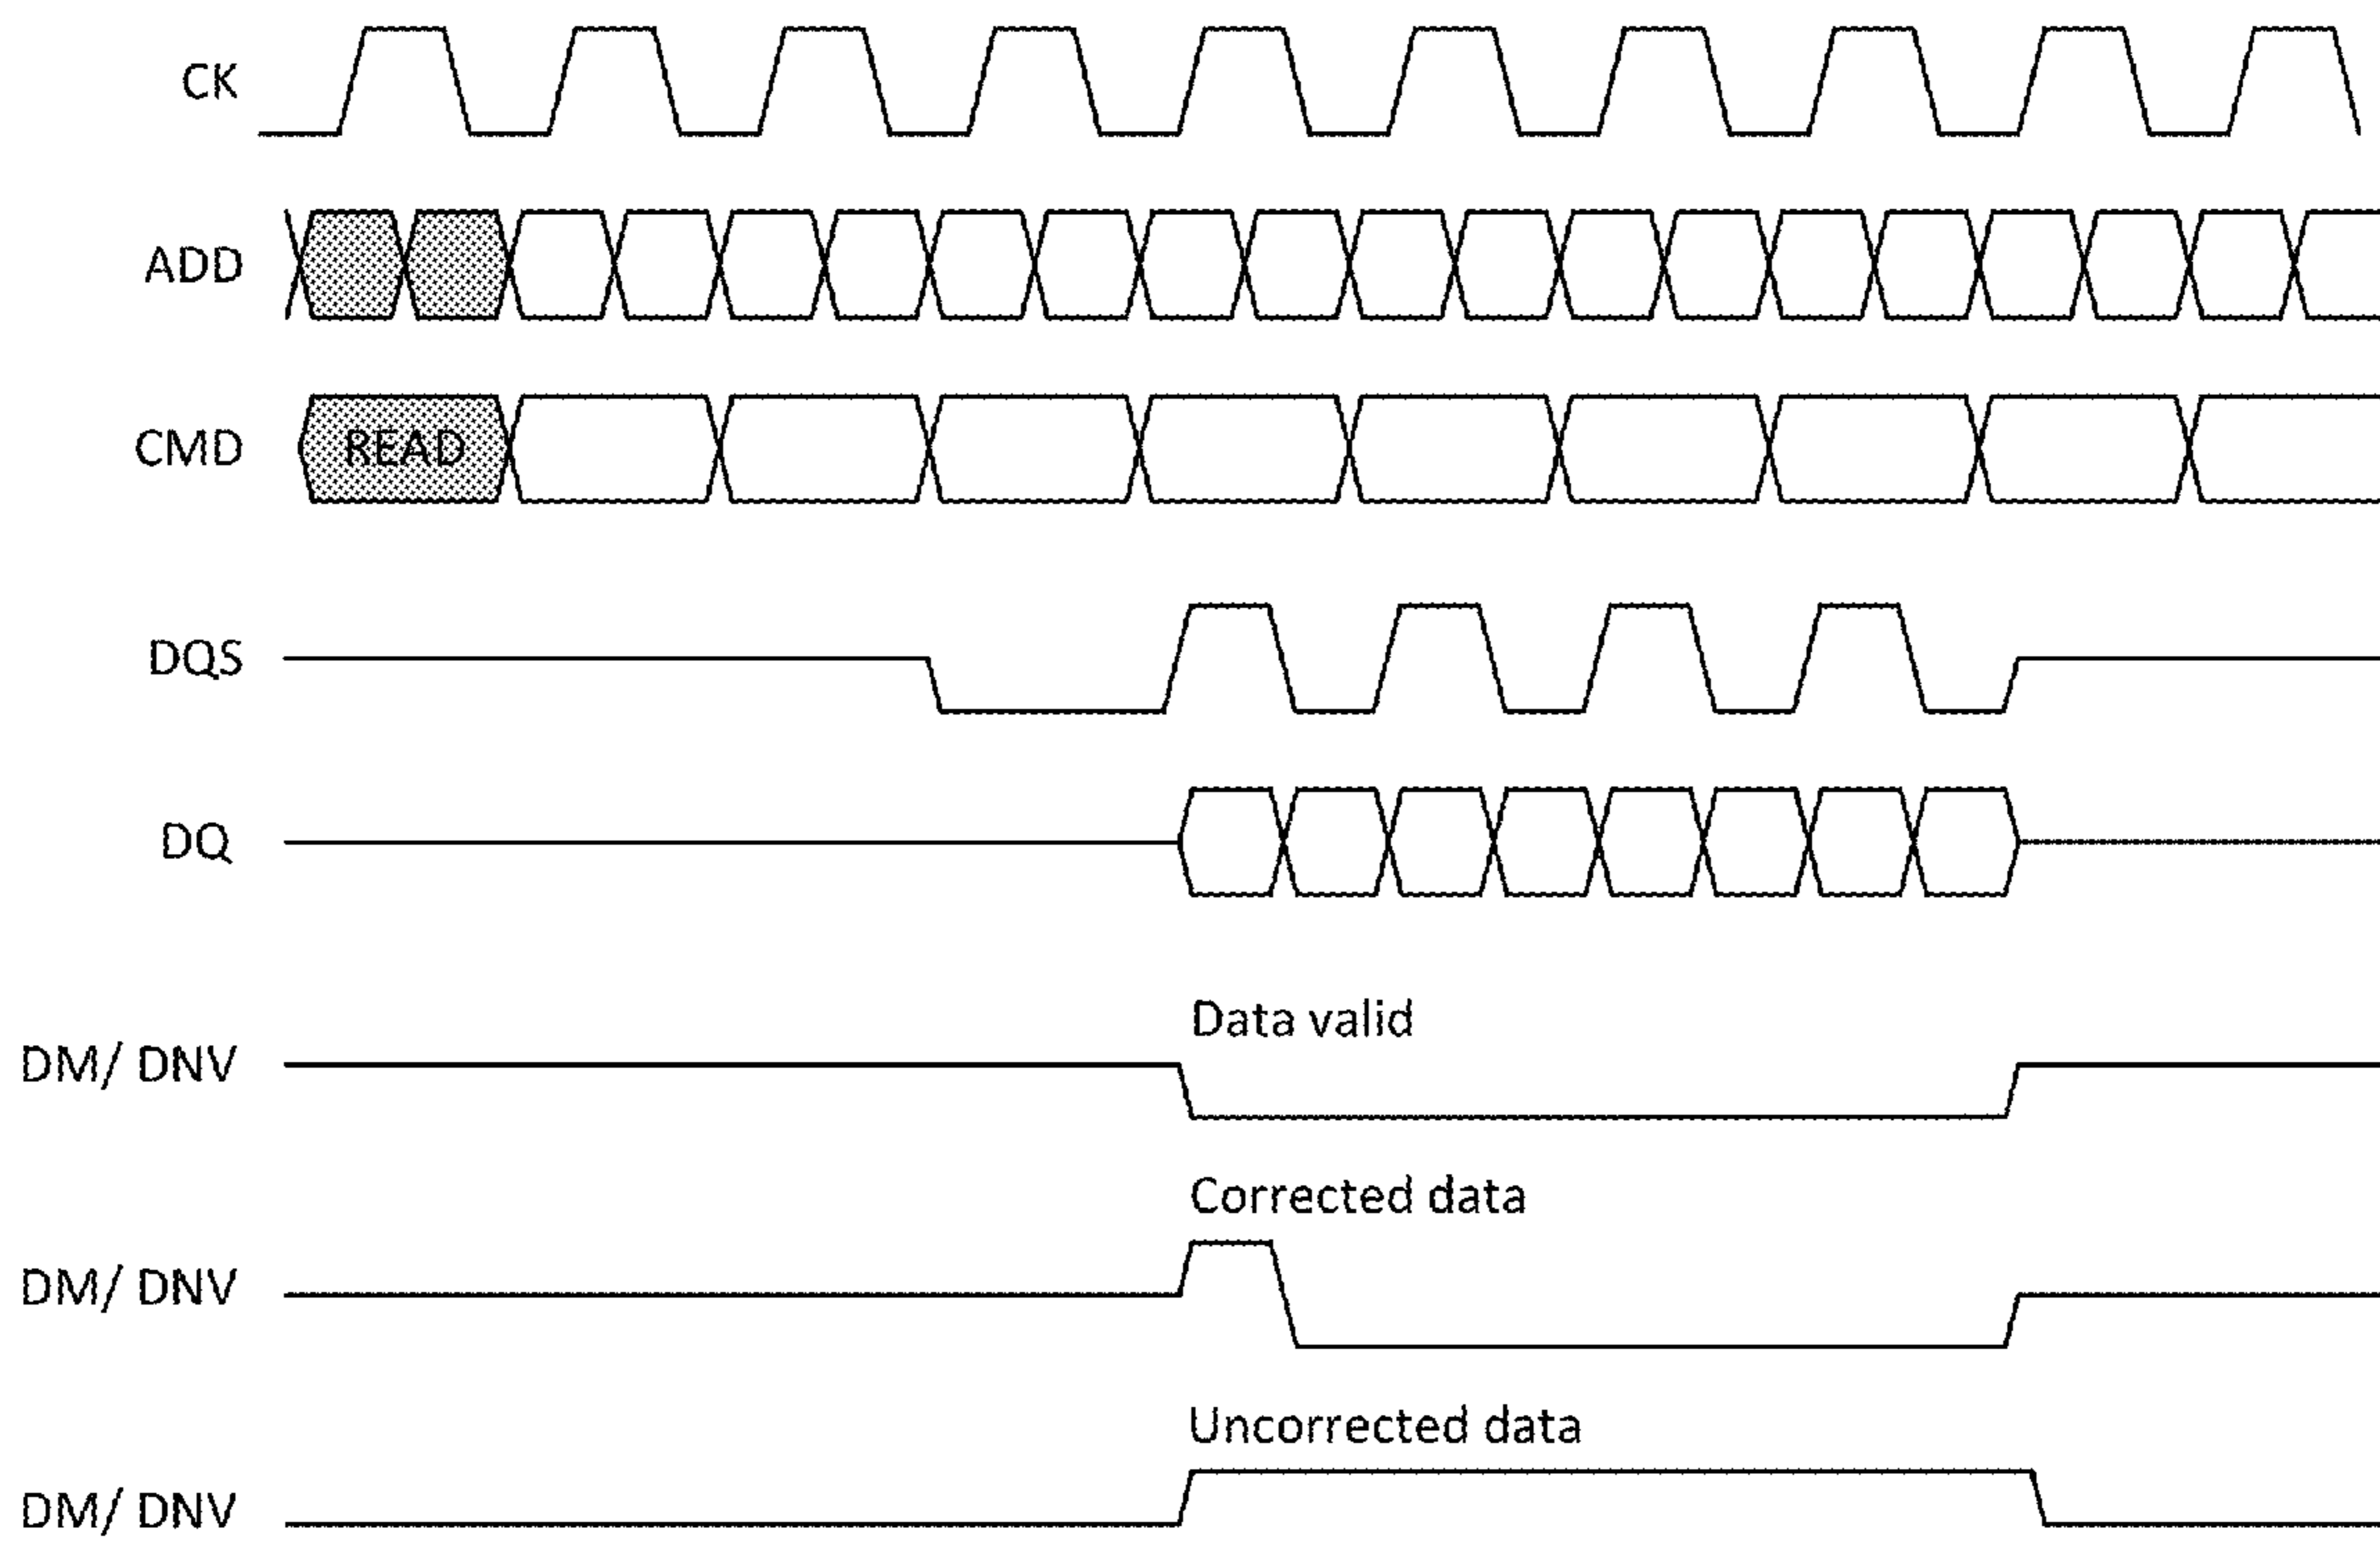 CK
ADD
CMD
READ
DQS
DQ
Data valid
DM/ DNV
Corrected data
DM/ DNV
Uncorrected data
DM/ DNV